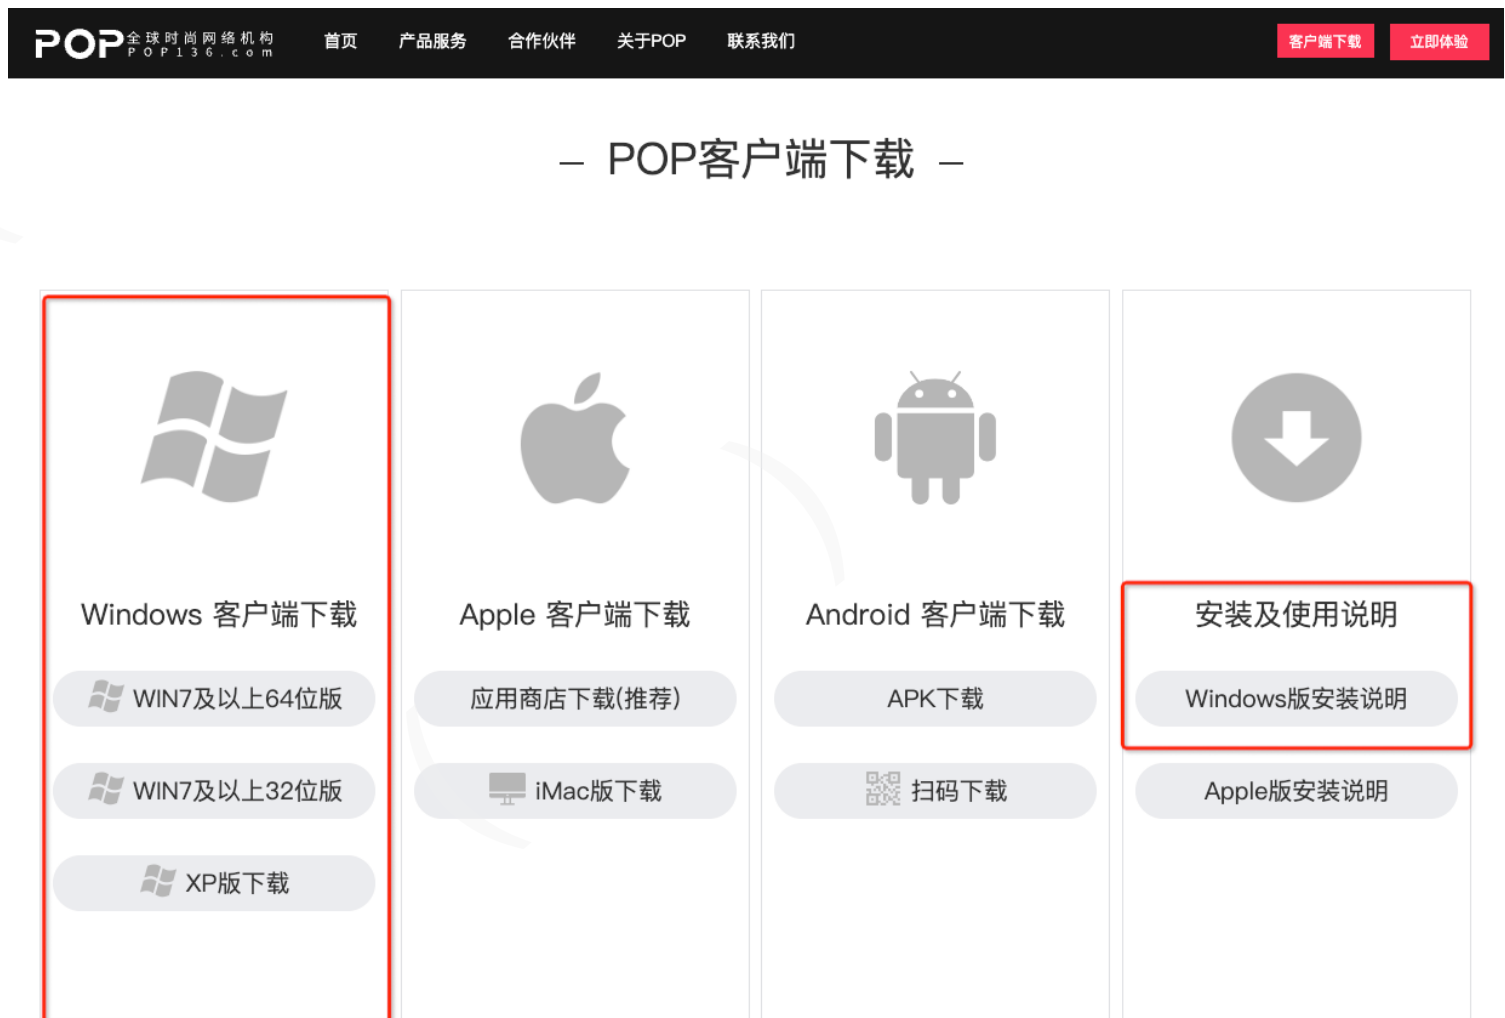 POP 全球时尚网络机构
POP136.com
首页 产品服务 合作伙伴 关于POP 联系我们 客户端下载 立即体验
— POP客户端下载 —
Windows 客户端下载
WIN7及以上64位版
WIN7及以上32位版
XP版下载
Apple 客户端下载
应用商店下载(推荐)
iMac版下载
Android 客户端下载
APK下载
扫码下载
安装及使用说明
Windows版安装说明
Apple版安装说明